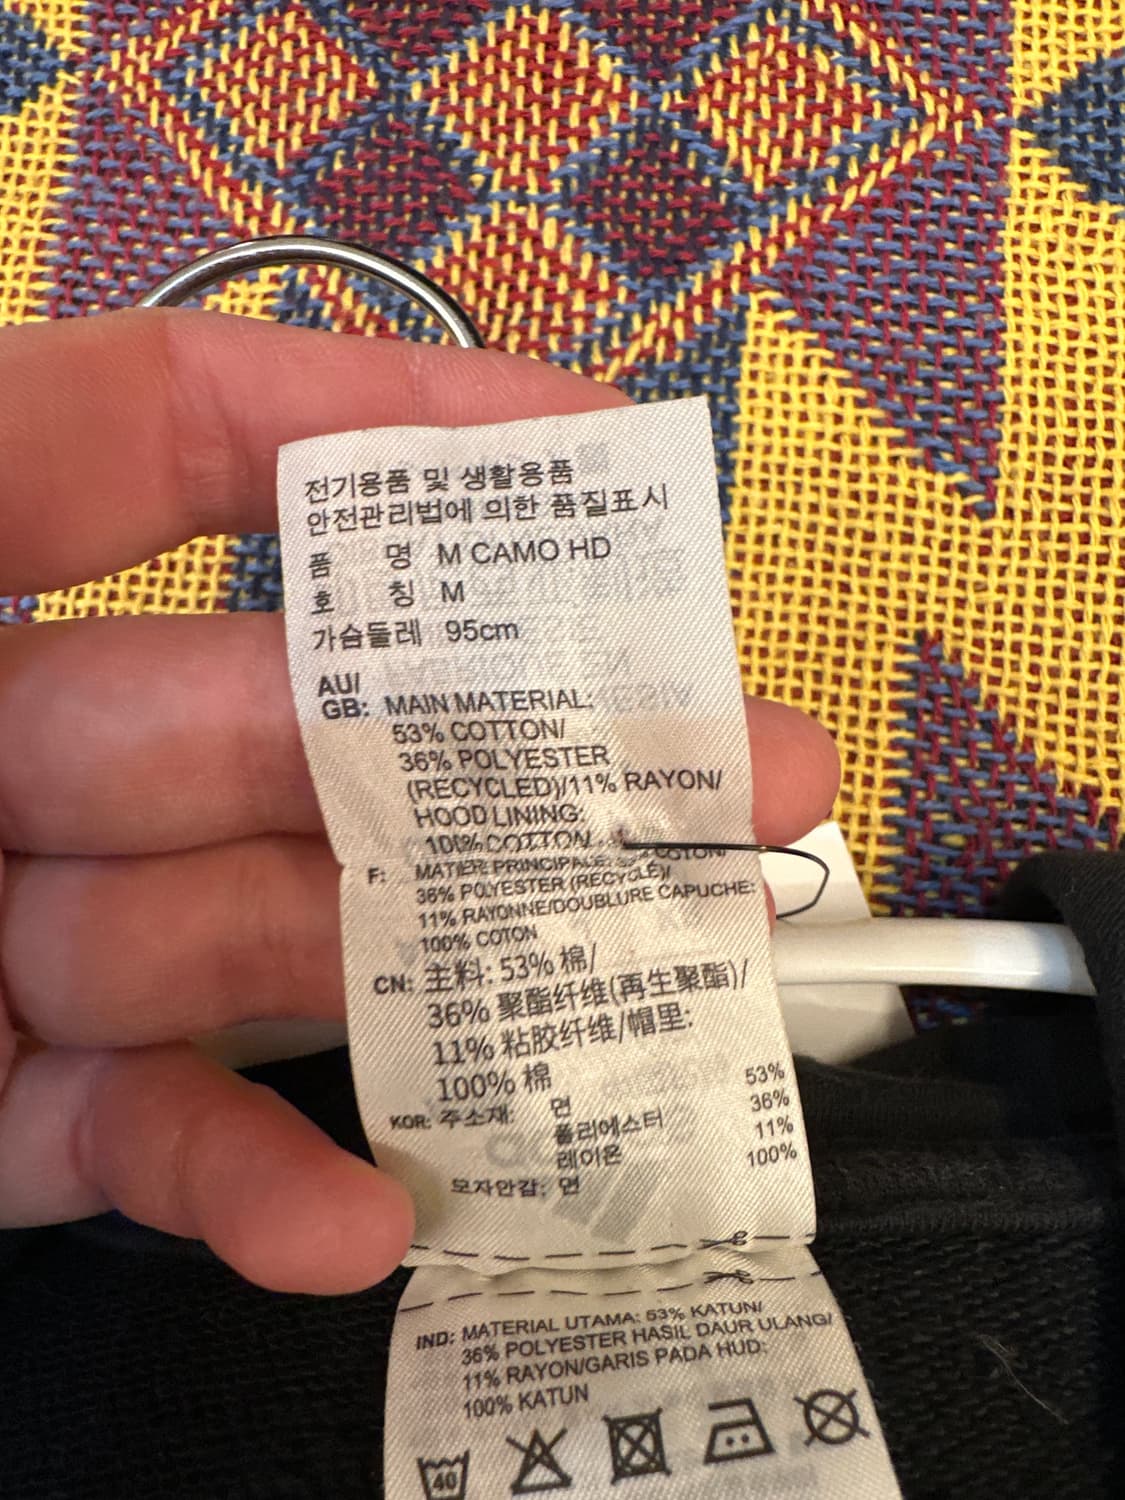 전기용품 및 생활용품
안전관리법에 의한 품질표시
품 명 M CAMO HD
호 칭 M
가슴둘레 95cm
AU/
GB: MAIN MATERIAL:
53% COTTON/
36% POLYESTER
(RECYCLED)/11% RAYON/
HOOD LINING:
100% COTTON
F: MATIERE PRINCIPALE: COTON/
36% POLYESTER (RECYCLÉ)/
11% RAYONNE/DOUBLURE CAPUCHE:
100% COTON
CN: 主料: 53% 棉/
36% 聚酯纤维(再生聚酯)/
11% 粘胶纤维/帽里:
100% 棉
KOR: 주소재: 면 53%
폴리에스터 36%
레이온 11%
모자안감: 면 100%
IND: MATERIAL UTAMA: 53% KATUN/
36% POLYESTER HASIL DAUR ULANG/
11% RAYON/GARIS PADA HUD:
100% KATUN
40